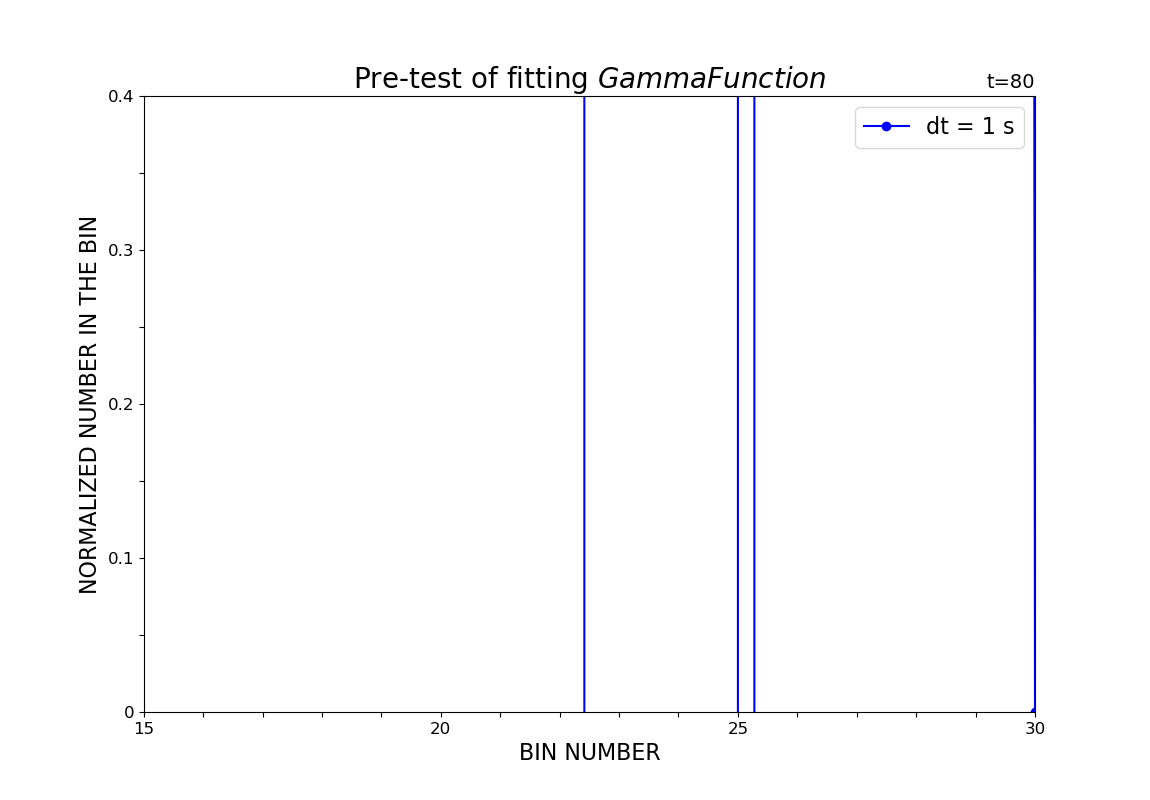 Pre-test of fitting GammaFunction
t=80
dt = 1 s
NORMALIZED NUMBER IN THE BIN
0.4
0.3
0.2
0.1
0
15 20 25 30
BIN NUMBER